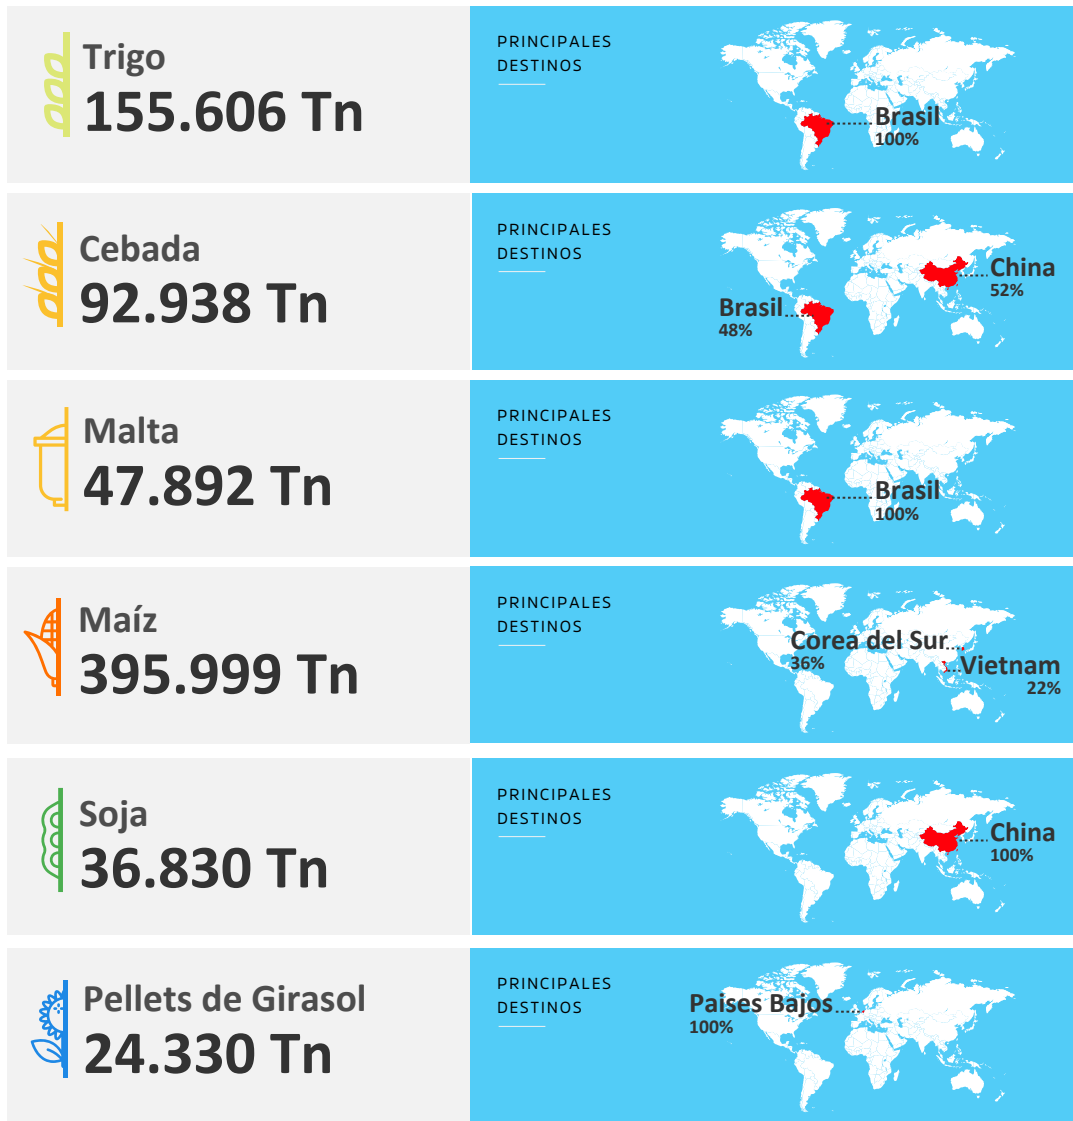 Trigo
155.606 Tn
PRINCIPALES
DESTINOS
Brasil
100%
Cebada
92.938 Tn
PRINCIPALES
DESTINOS
China
52%
Brasil
48%
Malta
47.892 Tn
PRINCIPALES
DESTINOS
Brasil
100%
Maíz
395.999 Tn
PRINCIPALES
DESTINOS
Corea del Sur
36%
Vietnam
22%
Soja
36.830 Tn
PRINCIPALES
DESTINOS
China
100%
Pellets de Girasol
24.330 Tn
PRINCIPALES
DESTINOS
Paises Bajos
100%